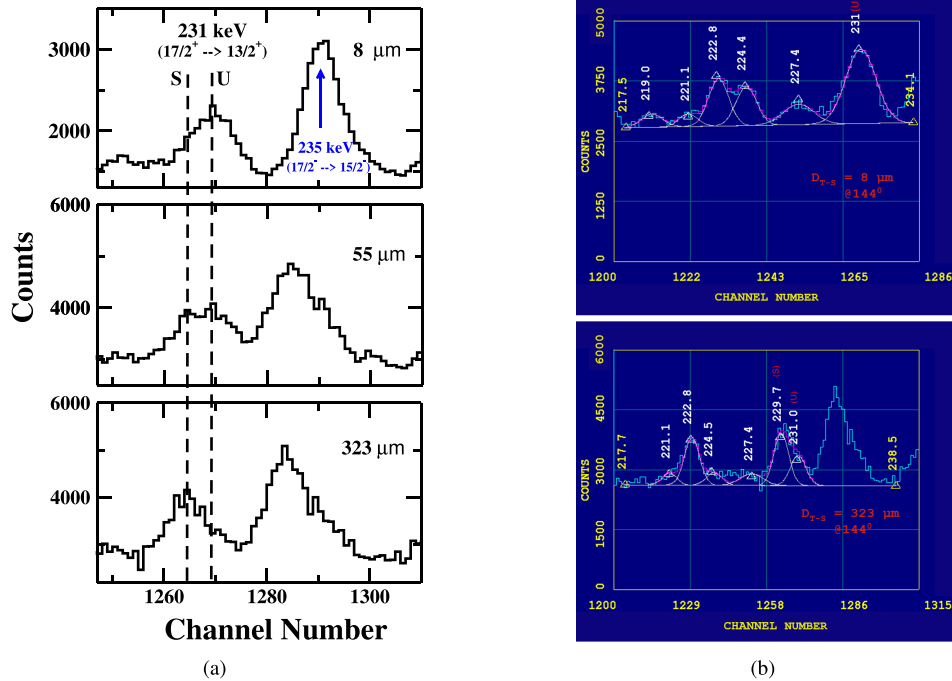 231 keV
(17/2+ --> 13/2+)
S U
8 μm
235 keV
(17/2- --> 15/2-)
3000
2000
6000
55 μm
4000
6000
323 μm
4000
1260 1280 1300
Counts
Channel Number
(a)
5000
3750
2500
1250
0
COUNTS
217.5
219.0
221.1
222.8
224.4
227.4
231(U)
234.1
DT-S = 8 μm
@144⁰
1200 1222 1243 1265 1286
CHANNEL NUMBER
6000
4500
3000
1500
0
COUNTS
217.7
221.1
222.8
224.5
227.4
229.7 (S)
231.0 (U)
238.5
DT-S = 323 μm
@144⁰
1200 1229 1258 1286 1315
CHANNEL NUMBER
(b)